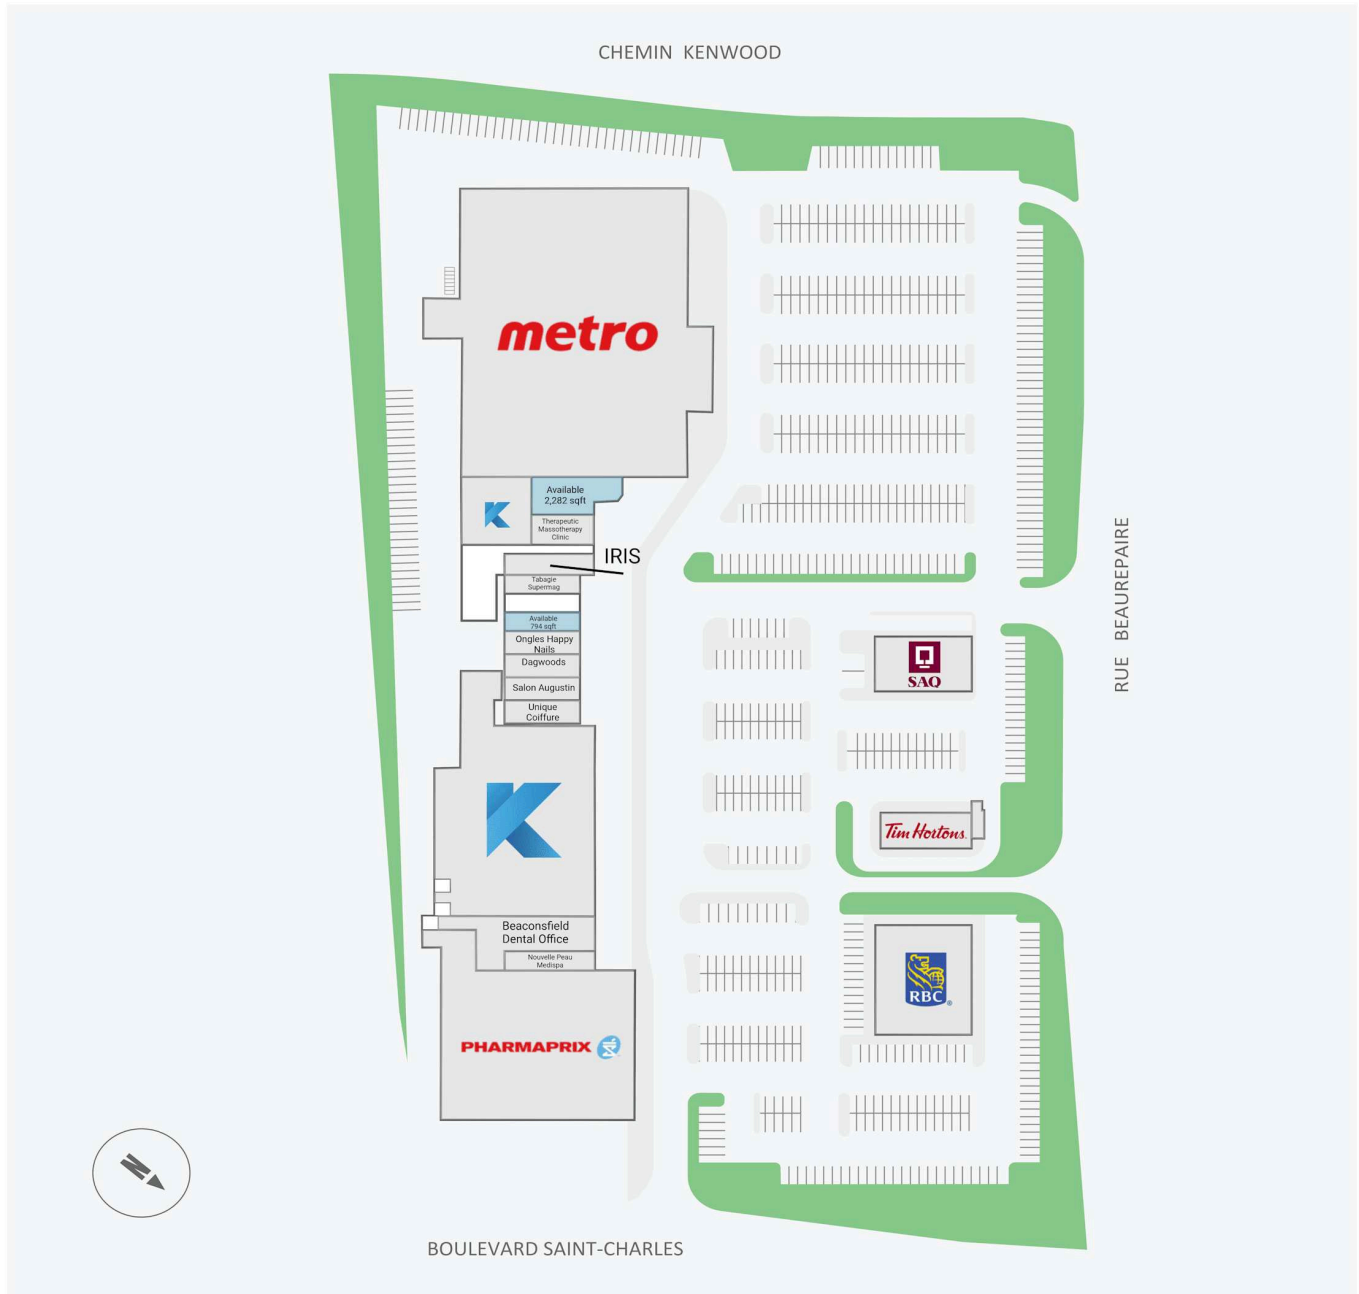 CHEMIN KENWOOD
metro
Available
2,282 sqft
K
Therapeutic
Massotherapy
Clinic
IRIS
Tabagie
Supermag
Available
794 sqft
Ongles Happy
Nails
Dagwoods
Salon Augustin
Unique
Coiffure
K
Beaconsfield
Dental Office
Nouvelle Peau
Medispa
PHARMAPRIX
SAQ
Tim Hortons.
RBC
®
RUE BEAUREPAIRE
N
BOULEVARD SAINT-CHARLES